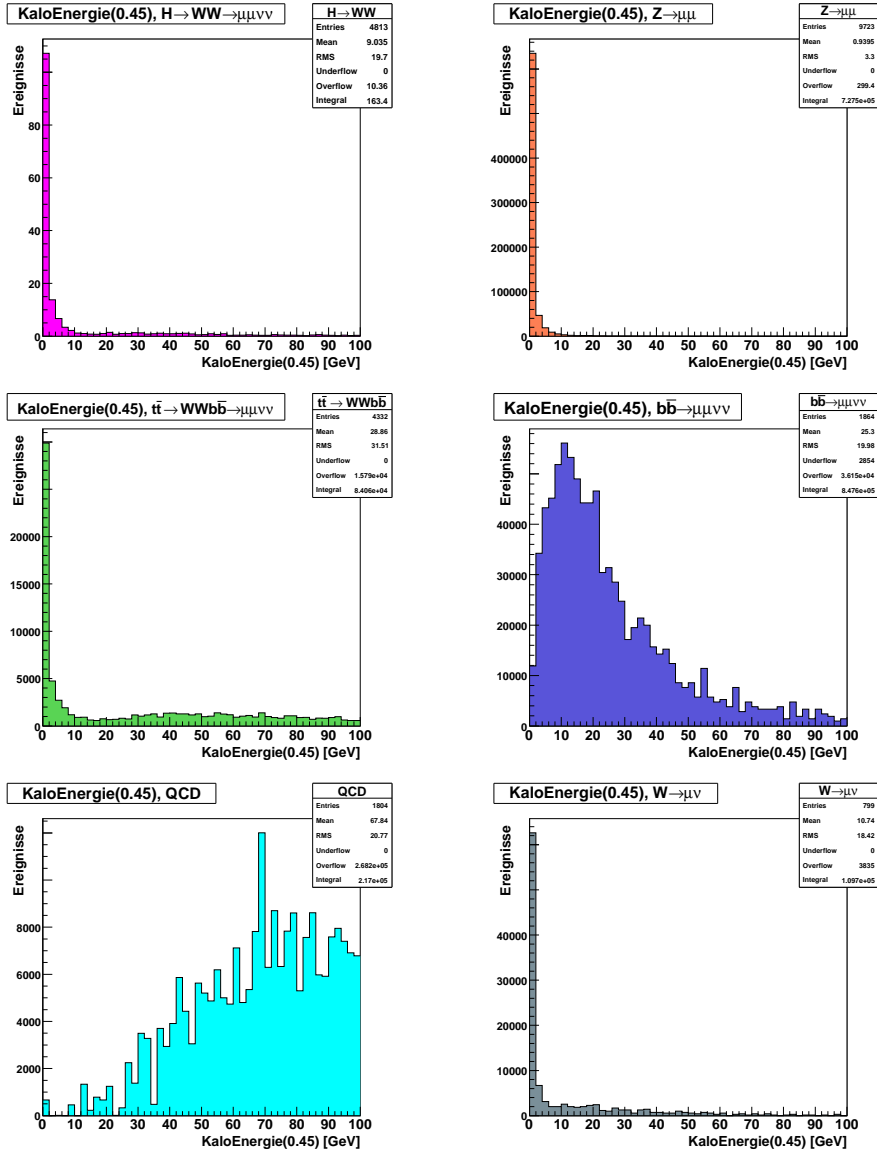 KaloEnergie(0.45), H→WW→μμνν
H→WW
Entries 4813
Mean 9.035
RMS 19.7
Underflow 0
Overflow 10.36
Integral 163.4
Ereignisse
100
80
60
40
20
0
0 10 20 30 40 50 60 70 80 90 100
KaloEnergie(0.45) [GeV]
KaloEnergie(0.45), Z→μμ
Z→μμ
Entries 9723
Mean 0.9395
RMS 3.3
Underflow 0
Overflow 299.4
Integral 7.275e+05
Ereignisse
400000
300000
200000
100000
0
0 10 20 30 40 50 60 70 80 90 100
KaloEnergie(0.45) [GeV]
KaloEnergie(0.45), tt̄→WWbb̄→μμνν
tt̄→WWbb̄
Entries 4332
Mean 28.86
RMS 31.51
Underflow 0
Overflow 1.579e+04
Integral 8.406e+04
Ereignisse
20000
15000
10000
5000
0
0 10 20 30 40 50 60 70 80 90 100
KaloEnergie(0.45) [GeV]
KaloEnergie(0.45), bb̄→μμνν
bb̄→μμνν
Entries 1864
Mean 25.3
RMS 19.98
Underflow 2854
Overflow 3.615e+04
Integral 8.476e+05
Ereignisse
40000
30000
20000
10000
0
0 10 20 30 40 50 60 70 80 90 100
KaloEnergie(0.45) [GeV]
KaloEnergie(0.45), QCD
QCD
Entries 1804
Mean 67.84
RMS 20.77
Underflow 0
Overflow 2.682e+05
Integral 2.17e+05
Ereignisse
8000
6000
4000
2000
0
0 10 20 30 40 50 60 70 80 90 100
KaloEnergie(0.45) [GeV]
KaloEnergie(0.45), W→μν
W→μν
Entries 799
Mean 10.74
RMS 18.42
Underflow 0
Overflow 3835
Integral 1.097e+05
Ereignisse
50000
40000
30000
20000
10000
0
0 10 20 30 40 50 60 70 80 90 100
KaloEnergie(0.45) [GeV]